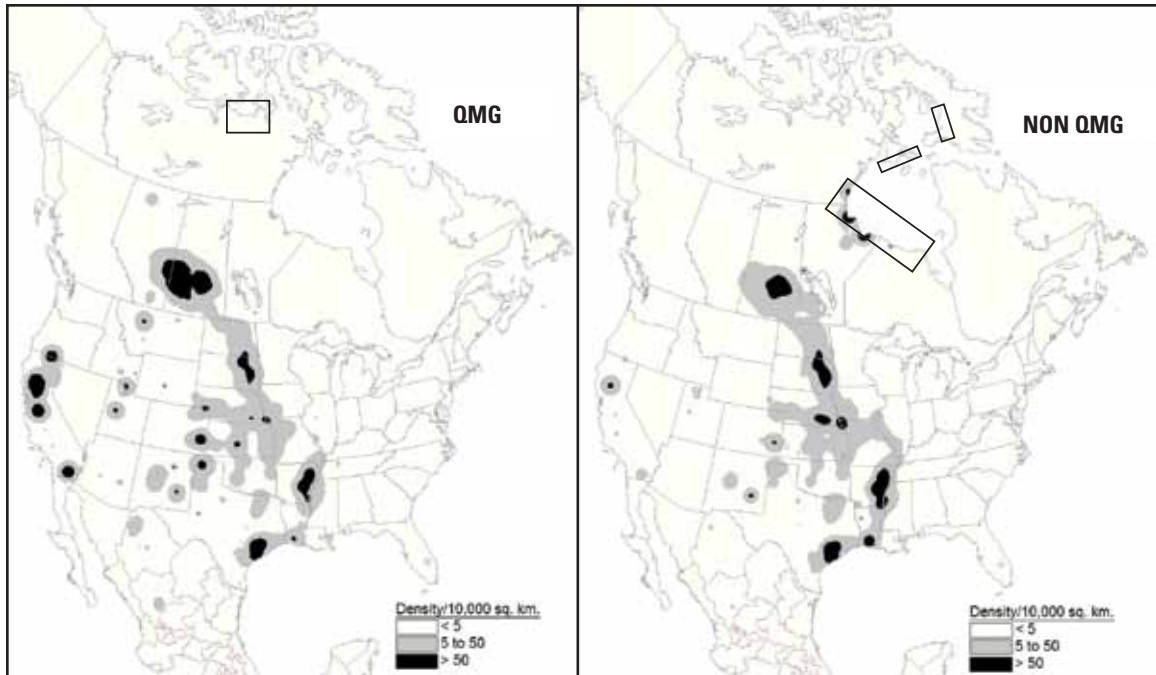 QMG
Density/10,000 sq. km.
< 5
5 to 50
> 50
NON QMG
Density/10,000 sq. km.
< 5
5 to 50
> 50